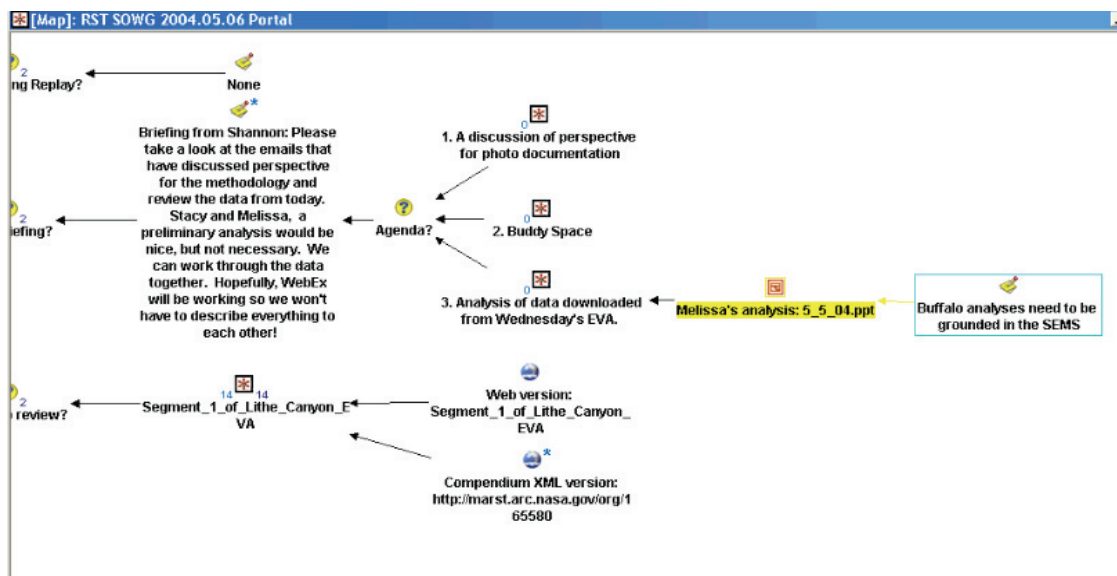 [Map]: RST SOWG 2004.05.06 Portal
2
ng Replay?
None
*
Briefing from Shannon: Please
take a look at the emails that
have discussed perspective
for the methodology and
review the data from today.
Stacy and Melissa, a
preliminary analysis would be
nice, but not necessary. We
can work through the data
together. Hopefully, WebEx
will be working so we won't
have to describe everything to
each other!
2
iefing?
?
Agenda?
0
1. A discussion of perspective
for photo documentation
0
2. Buddy Space
0
3. Analysis of data downloaded
from Wednesday's EVA.
Melissa's analysis: 5_5_04.ppt
Buffalo analyses need to be
grounded in the SEMS
2
review?
14 14
Segment_1_of_Lithe_Canyon_E
VA
Web version:
Segment_1_of_Lithe_Canyon_
EVA
*
Compendium XML version:
http://marst.arc.nasa.gov/org/1
65580